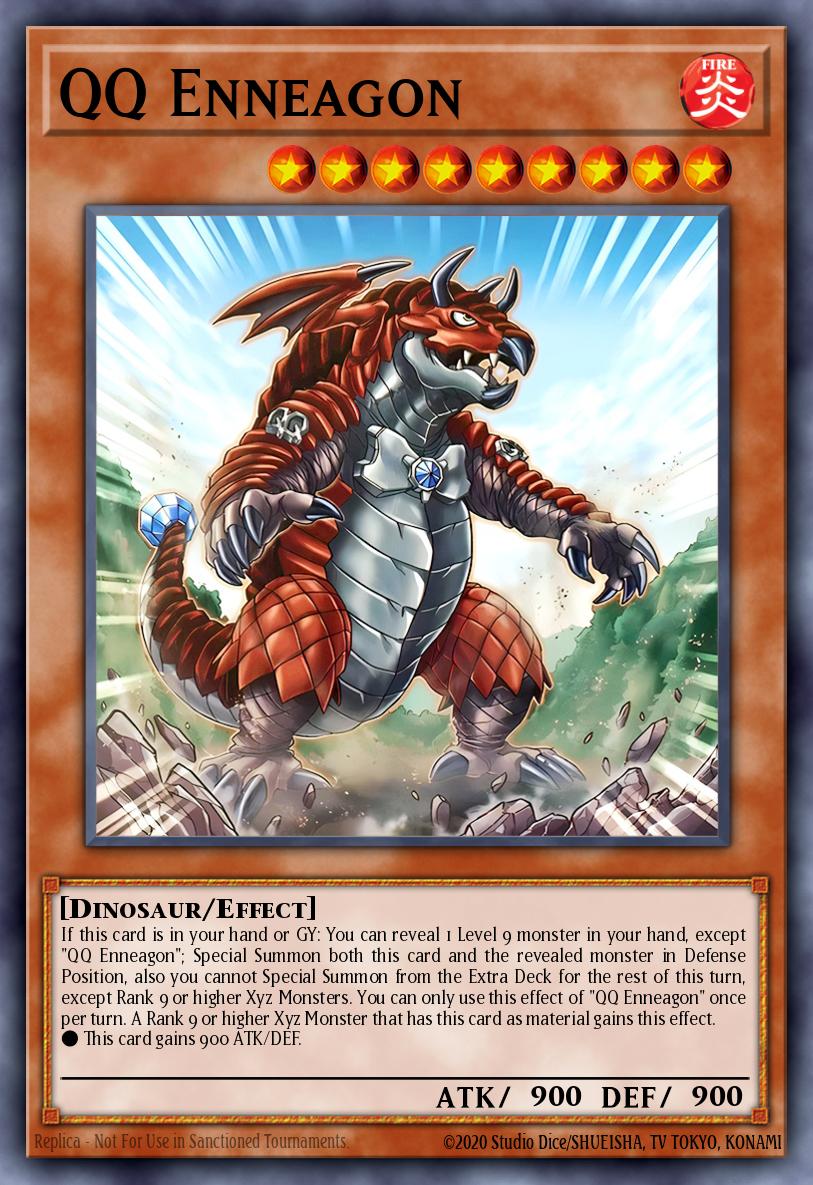 QQ Enneagon
FIRE
炎
[Dinosaur/Effect]
If this card is in your hand or GY: You can reveal 1 Level 9 monster in your hand, except
"QQ Enneagon"; Special Summon both this card and the revealed monster in Defense
Position, also you cannot Special Summon from the Extra Deck for the rest of this turn,
except Rank 9 or higher Xyz Monsters. You can only use this effect of "QQ Enneagon" once
per turn. A Rank 9 or higher Xyz Monster that has this card as material gains this effect.
● This card gains 900 ATK/DEF.
ATK/ 900 DEF/ 900
Replica - Not For Use in Sanctioned Tournaments.
©2020 Studio Dice/SHUEISHA, TV TOKYO, KONAMI